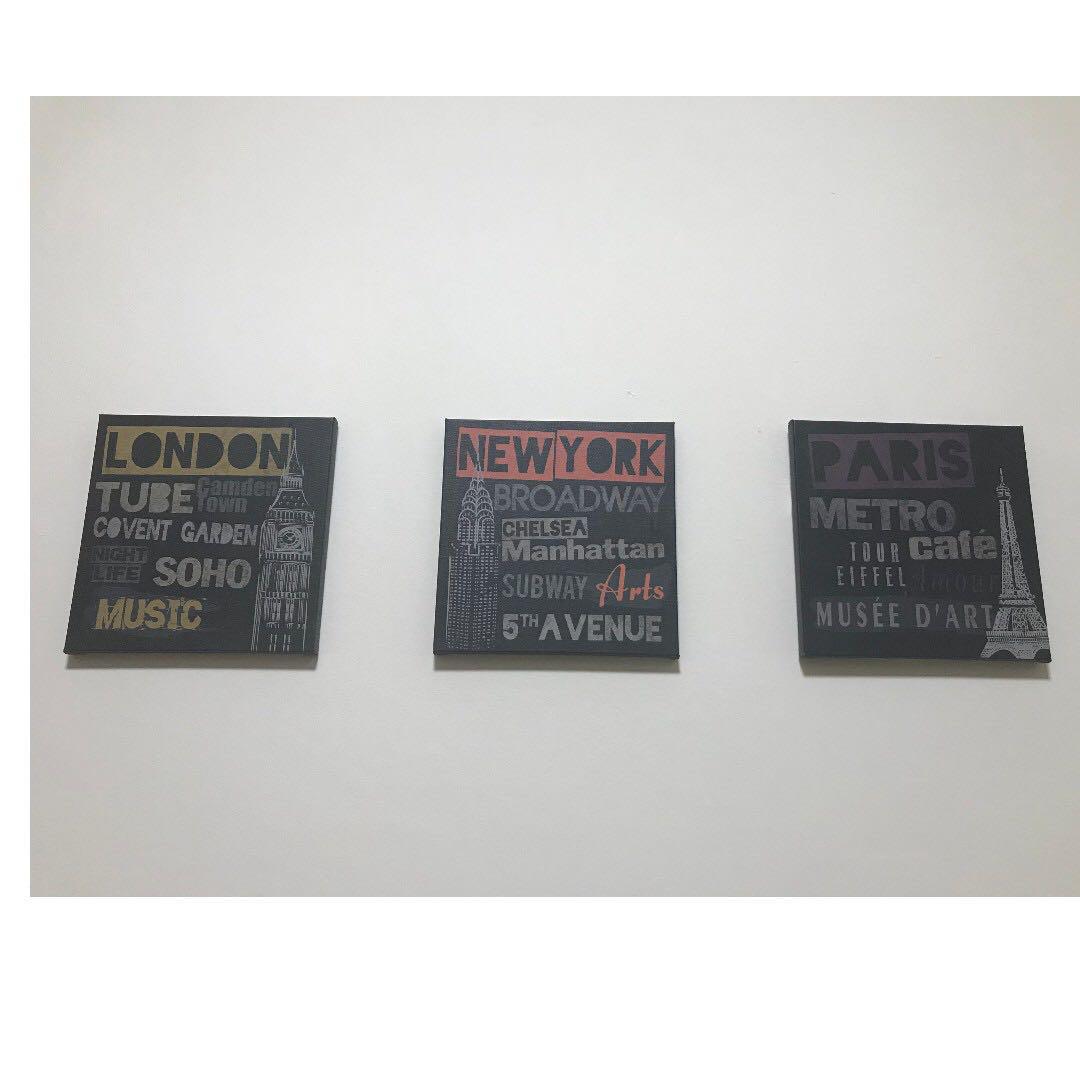 LONDON
TUBE Camden Town
COVENT GARDEN
NIGHT LIFE SOHO
MUSIC
NEW YORK
BROADWAY
CHELSEA
Manhattan
SUBWAY Arts
5TH AVENUE
PARIS
METRO
TOUR EIFFEL café
Amour
MUSÉE D'ART